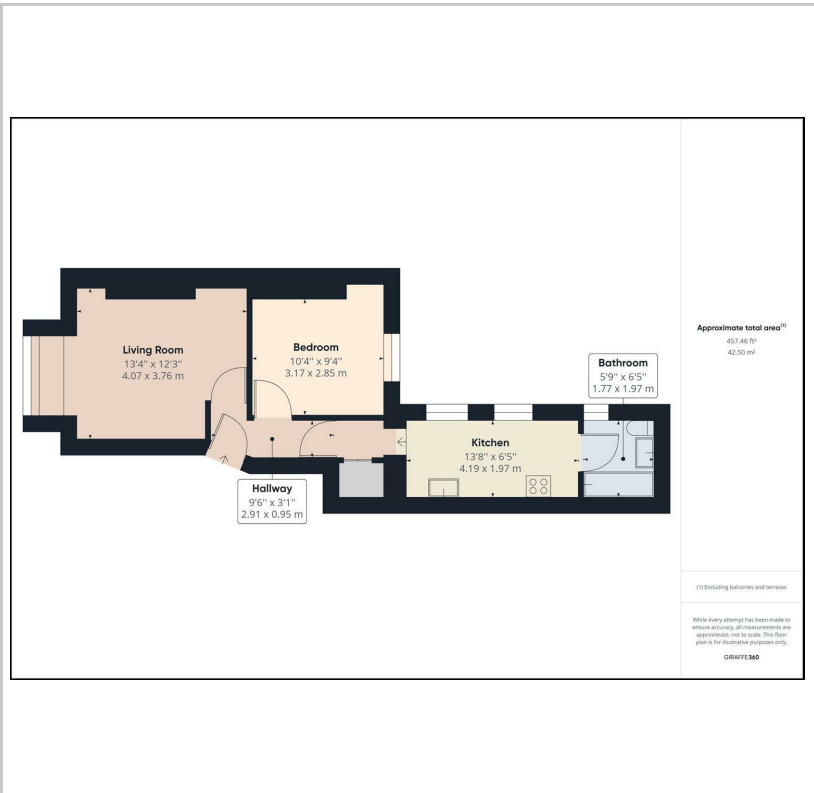 Living Room
13'4" x 12'3"
4.07 x 3.76 m
Bedroom
10'4" x 9'4"
3.17 x 2.85 m
Bathroom
5'9" x 6'5"
1.77 x 1.97 m
Kitchen
13'8" x 6'5"
4.19 x 1.97 m
Hallway
9'6" x 3'1"
2.91 x 0.95 m
Approximate total area(1)
457.46 ft²
42.50 m²
(1) Excluding balconies and terraces
While every attempt has been made to
ensure accuracy, all measurements are
approximate, not to scale. This floor
plan is for illustrative purposes only.
GIRAFFE360